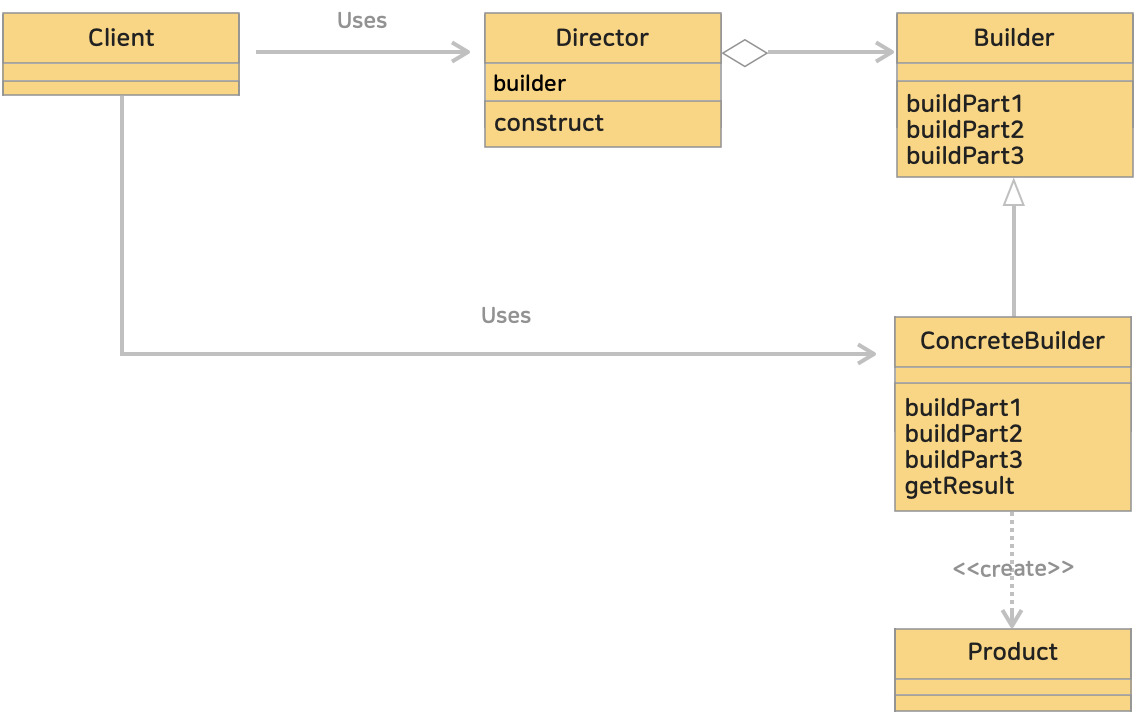 Client
Uses
Director
builder
construct
Builder
buildPart1
buildPart2
buildPart3
Uses
ConcreteBuilder
buildPart1
buildPart2
buildPart3
getResult
<<create>>
Product